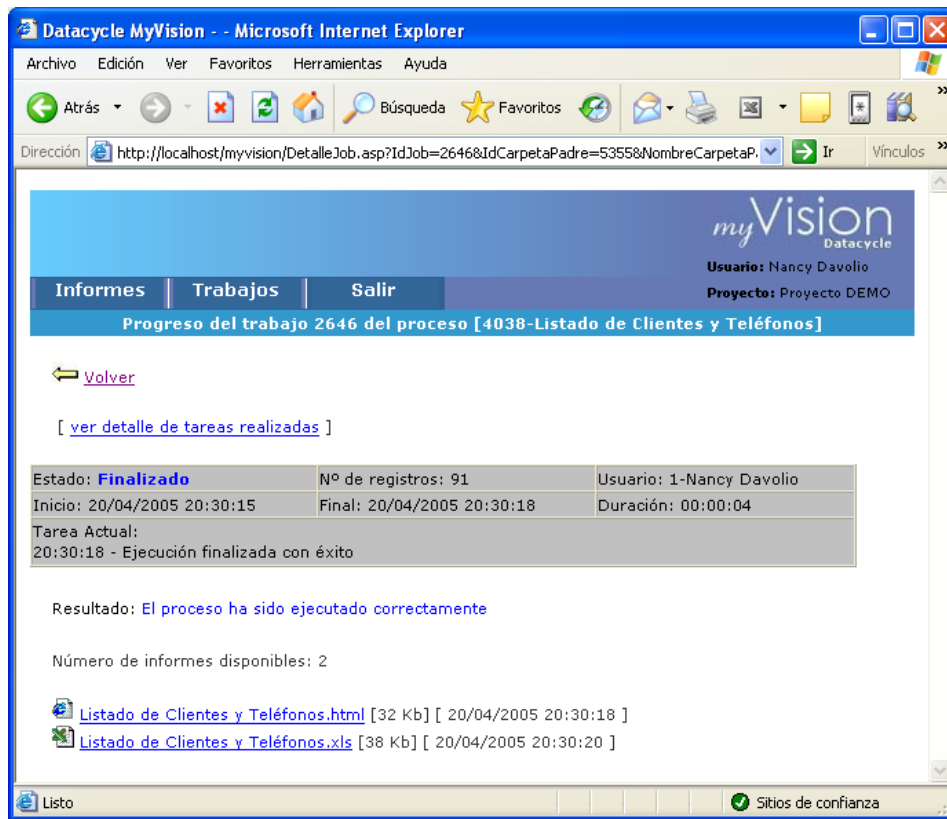 Datacycle MyVision - - Microsoft Internet Explorer
Archivo Edición Ver Favoritos Herramientas Ayuda
Atrás Búsqueda Favoritos
Dirección http://localhost/myvision/DetalleJob.asp?IdJob=2646&IdCarpetaPadre=5355&NombreCarpetaP. Ir Vínculos
myVision
Datacycle
Usuario: Nancy Davolio
Informes Trabajos Salir Proyecto: Proyecto DEMO
Progreso del trabajo 2646 del proceso [4038-Listado de Clientes y Teléfonos]
Volver
[ ver detalle de tareas realizadas ]
Estado: Finalizado Nº de registros: 91 Usuario: 1-Nancy Davolio
Inicio: 20/04/2005 20:30:15 Final: 20/04/2005 20:30:18 Duración: 00:00:04
Tarea Actual:
20:30:18 - Ejecución finalizada con éxito
Resultado: El proceso ha sido ejecutado correctamente
Número de informes disponibles: 2
Listado de Clientes y Teléfonos.html [32 Kb] [ 20/04/2005 20:30:18 ]
Listado de Clientes y Teléfonos.xls [38 Kb] [ 20/04/2005 20:30:20 ]
Listo Sitios de confianza